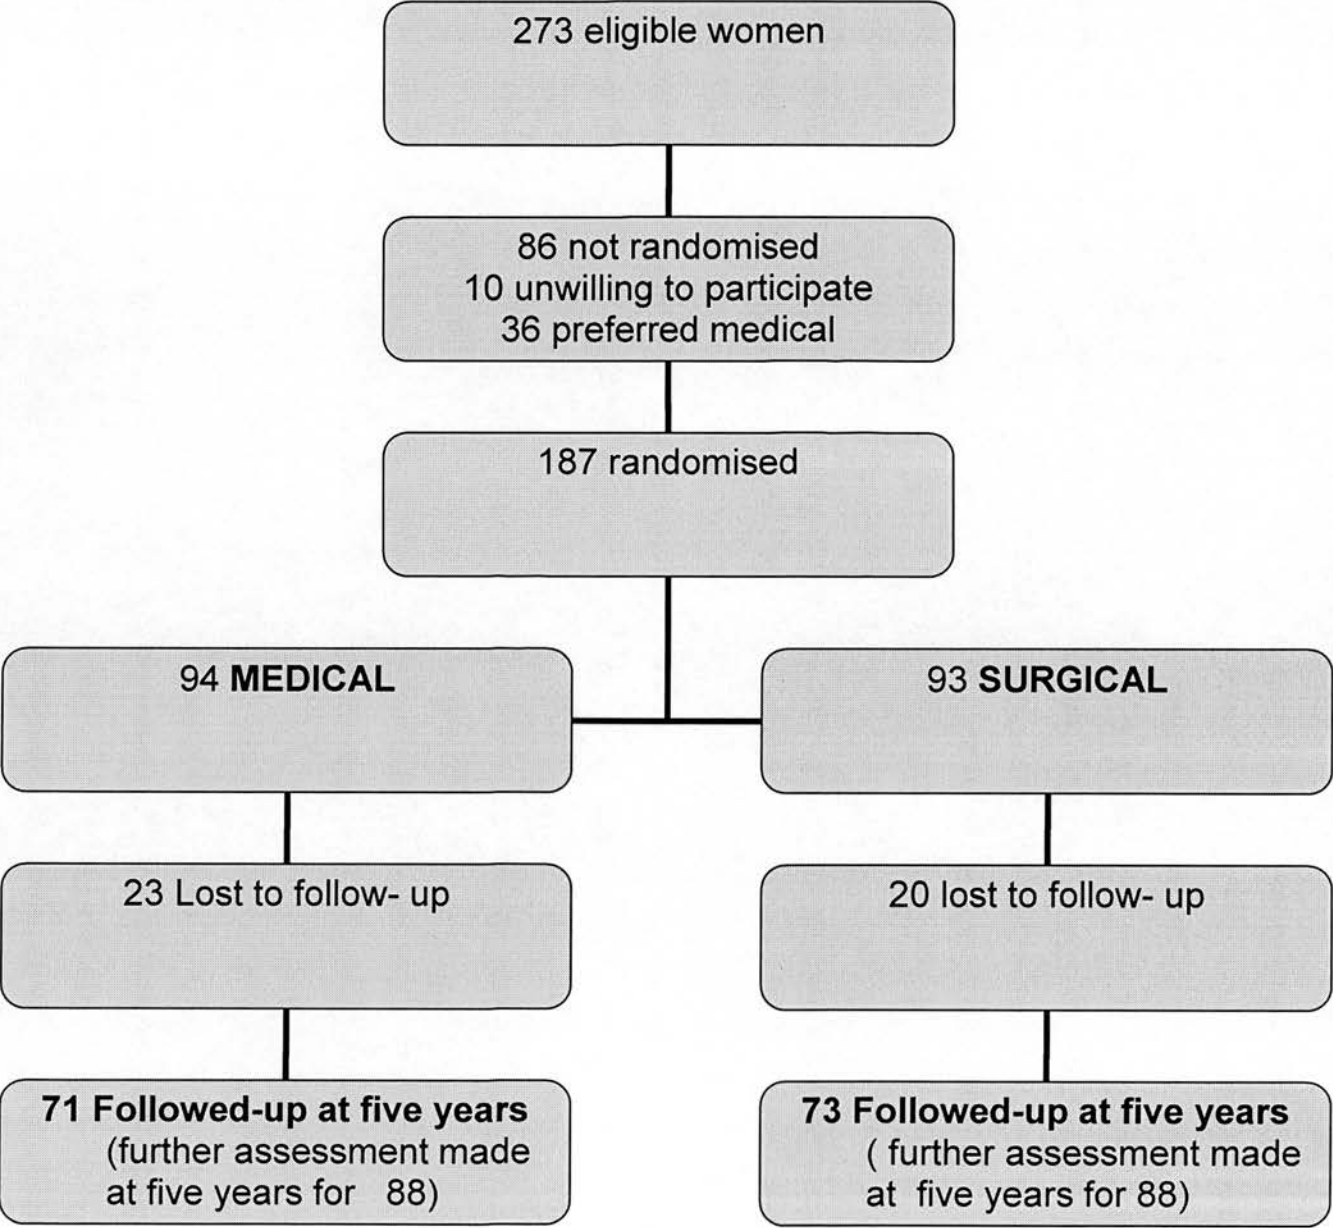 273 eligible women
86 not randomised
10 unwilling to participate
36 preferred medical
187 randomised
94 MEDICAL
93 SURGICAL
23 Lost to follow- up
20 lost to follow- up
71 Followed-up at five years
(further assessment made
at five years for 88)
73 Followed-up at five years
( further assessment made
at five years for 88)